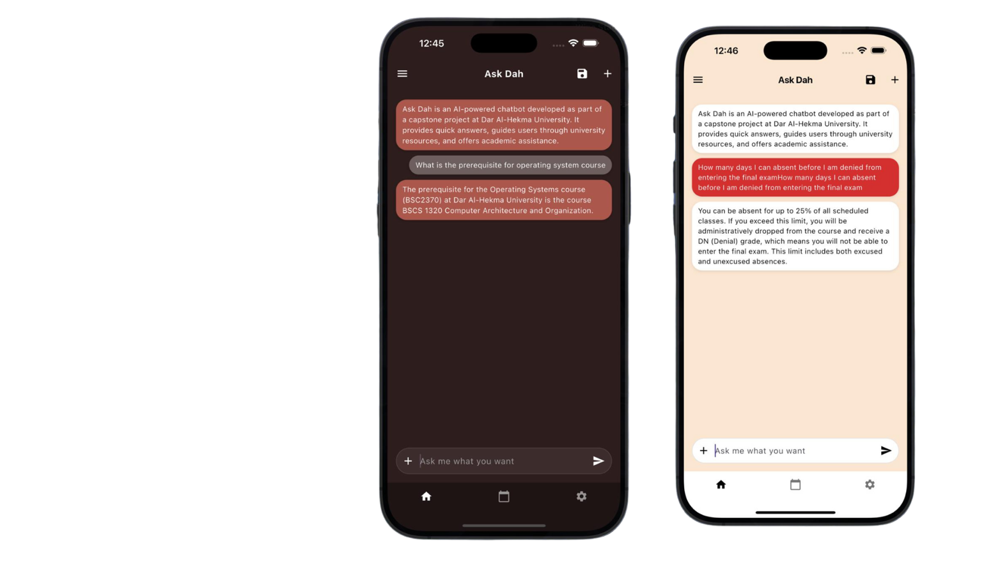 12:45
Ask Dah
Ask Dah is an AI-powered chatbot developed as part of
a capstone project at Dar Al-Hekma University. It
provides quick answers, guides users through university
resources, and offers academic assistance.
What is the prerequisite for operating system course
The prerequisite for the Operating Systems course
(BSC2370) at Dar Al-Hekma University is the course
BSCS 1320 Computer Architecture and Organization.
Ask me what you want
12:46
Ask Dah
Ask Dah is an AI-powered chatbot developed as part of
a capstone project at Dar Al-Hekma University. It
provides quick answers, guides users through university
resources, and offers academic assistance.
How many days I can absent before I am denied from
entering the final examHow many days I can absent
before I am denied from entering the final exam
You can be absent for up to 25% of all scheduled
classes. If you exceed this limit, you will be
administratively dropped from the course and receive a
DN (Denial) grade, which means you will not be able to
enter the final exam. This limit includes both excused
and unexcused absences.
Ask me what you want